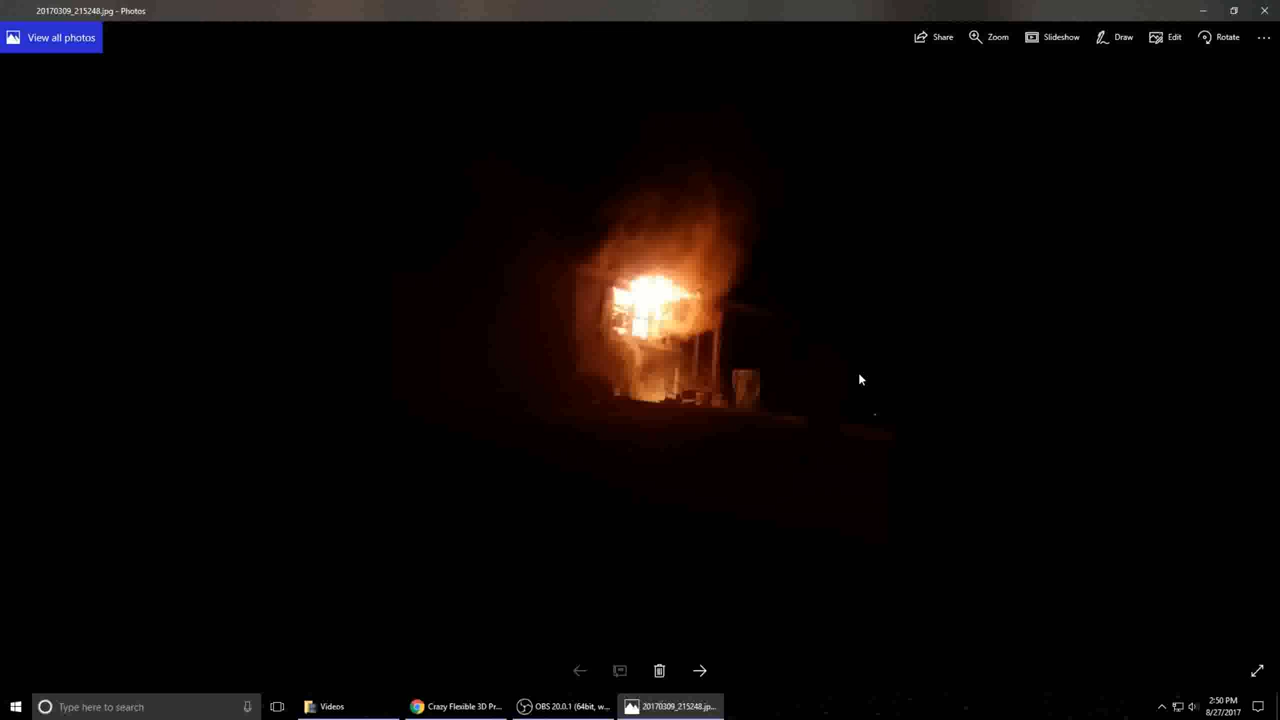 20170309_215248.jpg - Photos
View all photos
Share
Zoom
Slideshow
Draw
Edit
Rotate
Type here to search
Videos
Crazy Flexible 3D Pr...
OBS 20.0.1 (64bit, w...
20170309_215248.jp...
2:50 PM
8/27/2017